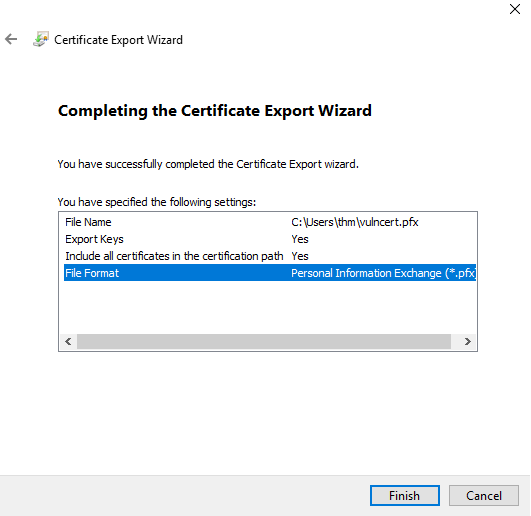 Certificate Export Wizard
Completing the Certificate Export Wizard
You have successfully completed the Certificate Export wizard.
You have specified the following settings:
File Name C:\Users\thm\vulncert.pfx
Export Keys Yes
Include all certificates in the certification path Yes
File Format Personal Information Exchange (*.pfx)
Finish Cancel